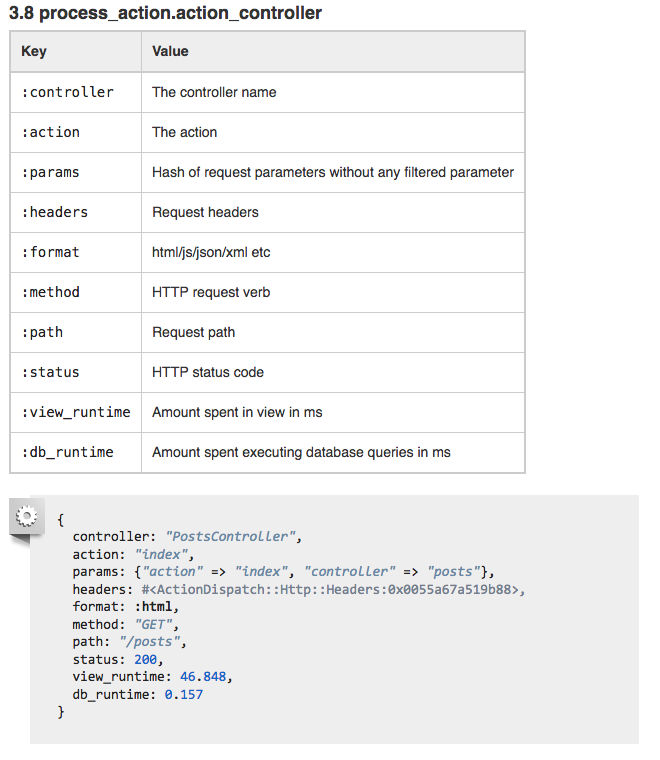 3.8 process_action.action_controller
Key Value
:controller The controller name
:action The action
:params Hash of request parameters without any filtered parameter
:headers Request headers
:format html/js/json/xml etc
:method HTTP request verb
:path Request path
:status HTTP status code
:view_runtime Amount spent in view in ms
:db_runtime Amount spent executing database queries in ms
{
  controller: "PostsController",
  action: "index",
  params: {"action" => "index", "controller" => "posts"},
  headers: #<ActionDispatch::Http::Headers:0x0055a67a519b88>,
  format: :html,
  method: "GET",
  path: "/posts",
  status: 200,
  view_runtime: 46.848,
  db_runtime: 0.157
}